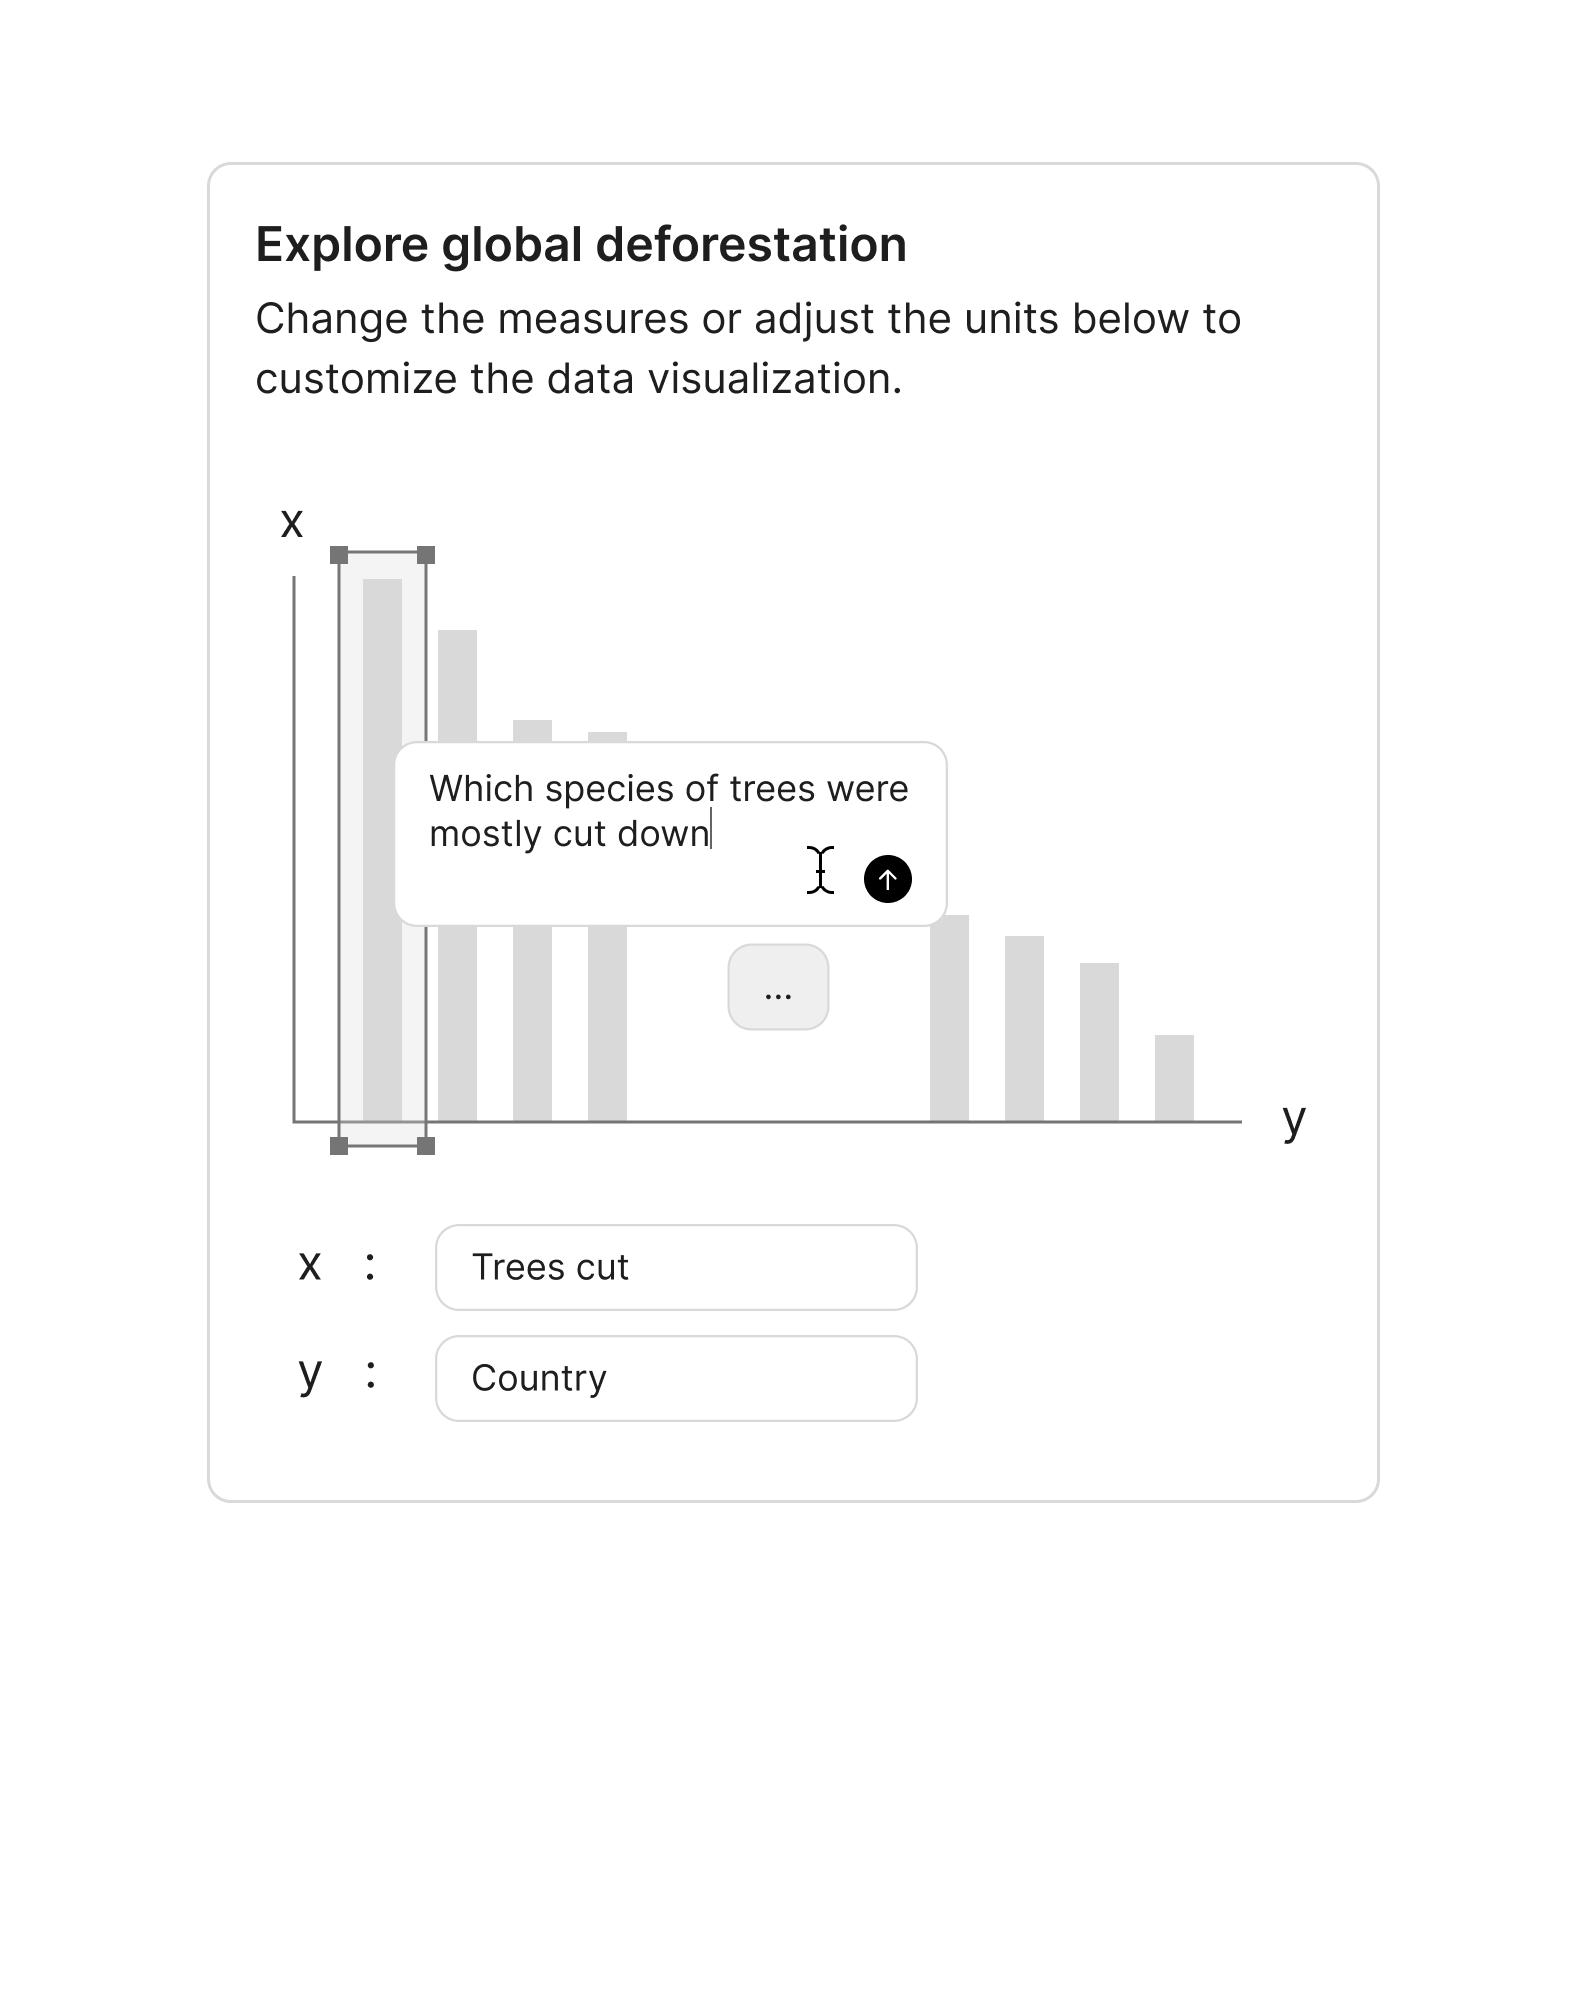 Explore global deforestation
Change the measures or adjust the units below to
customize the data visualization.
x
Which species of trees were
mostly cut down
...
y
x : Trees cut
y : Country